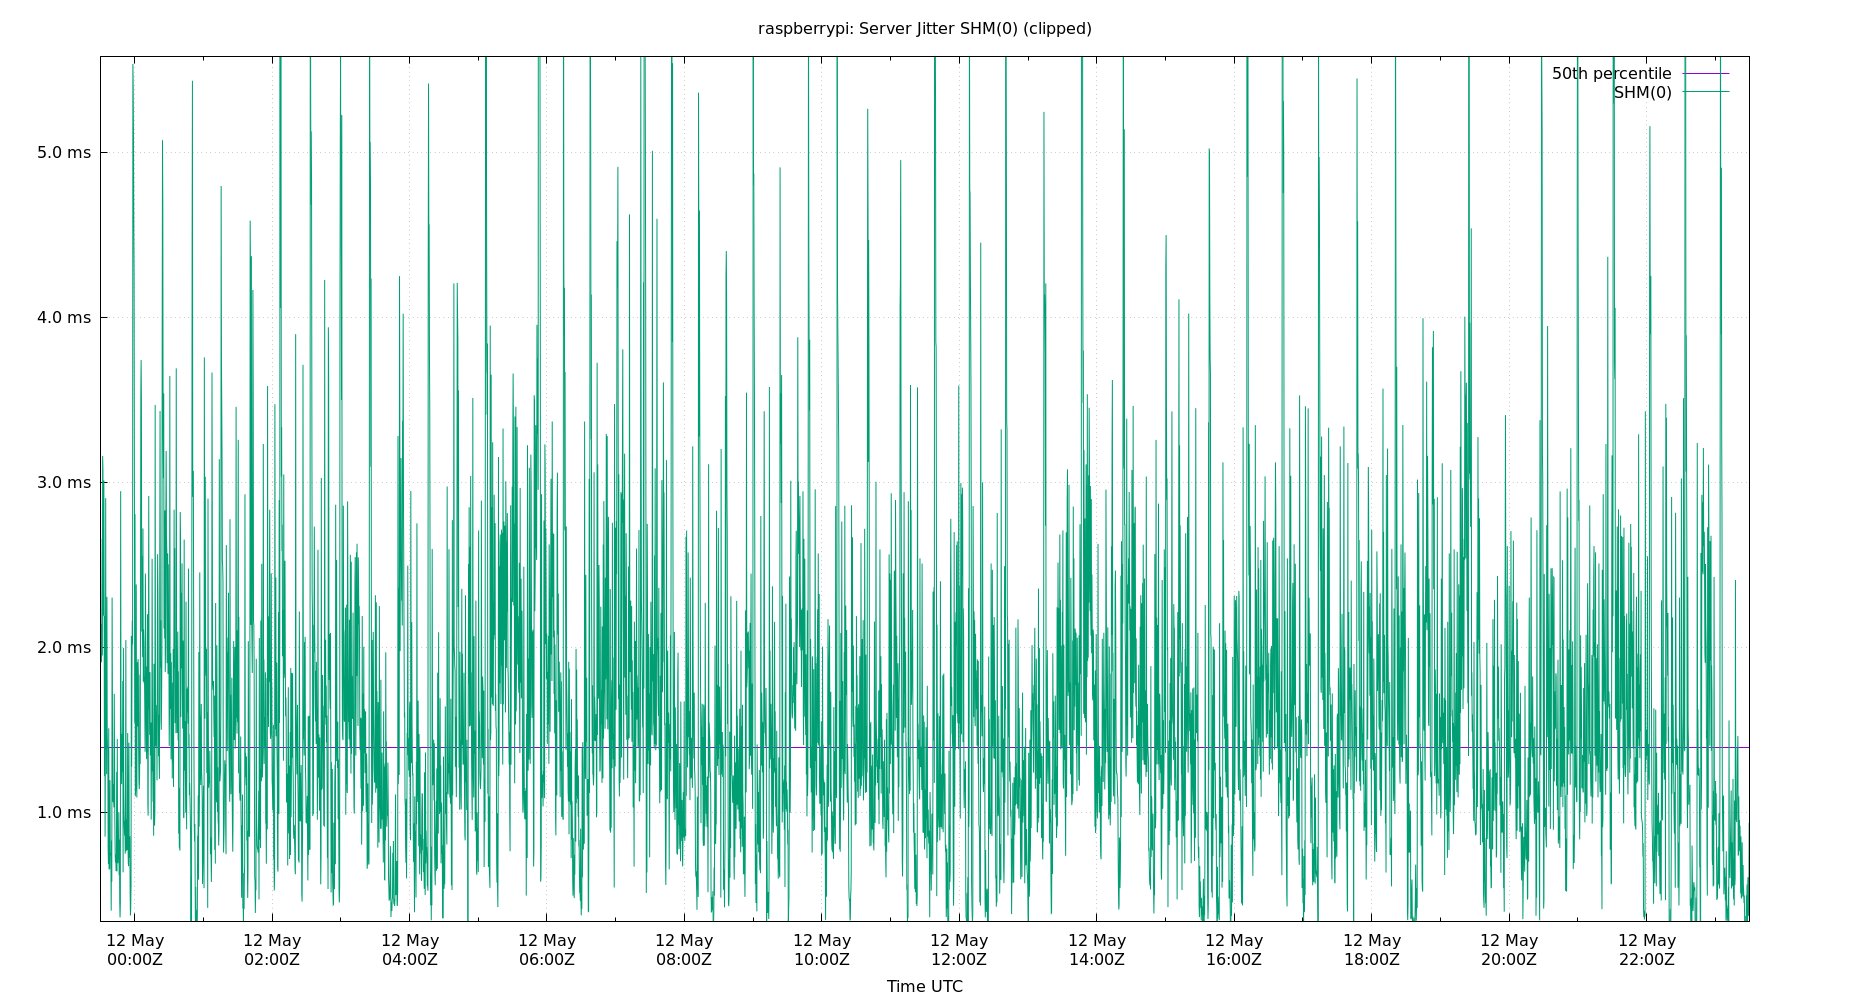 raspberrypi: Server Jitter SHM(0) (clipped)
50th percentile
SHM(0)
5.0 ms
4.0 ms
3.0 ms
2.0 ms
1.0 ms
12 May 12 May 12 May 12 May 12 May 12 May 12 May 12 May 12 May 12 May 12 May 12 May
00:00Z 02:00Z 04:00Z 06:00Z 08:00Z 10:00Z 12:00Z 14:00Z 16:00Z 18:00Z 20:00Z 22:00Z
Time UTC